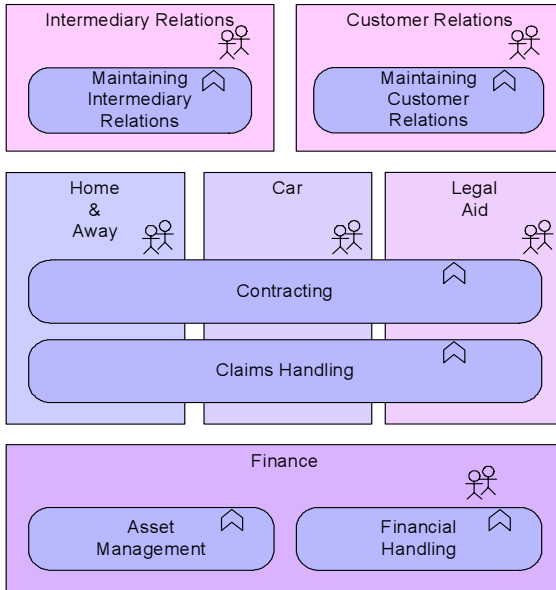 Intermediary Relations
Maintaining
Intermediary
Relations
Customer Relations
Maintaining
Customer
Relations
Home
&
Away
Car
Legal
Aid
Contracting
Claims Handling
Finance
Asset
Management
Financial
Handling